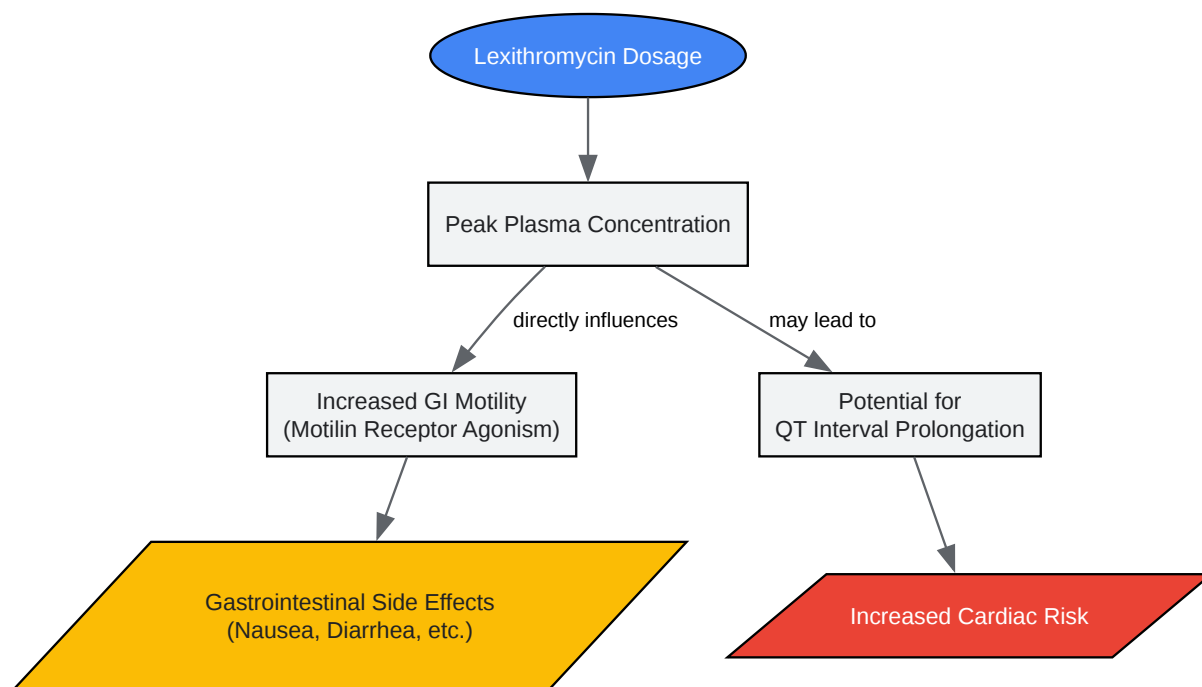 Lexithromycin Dosage
Peak Plasma Concentration
directly influences
may lead to
Increased GI Motility
(Motilin Receptor Agonism)
Potential for
QT Interval Prolongation
Gastrointestinal Side Effects
(Nausea, Diarrhea, etc.)
Increased Cardiac Risk